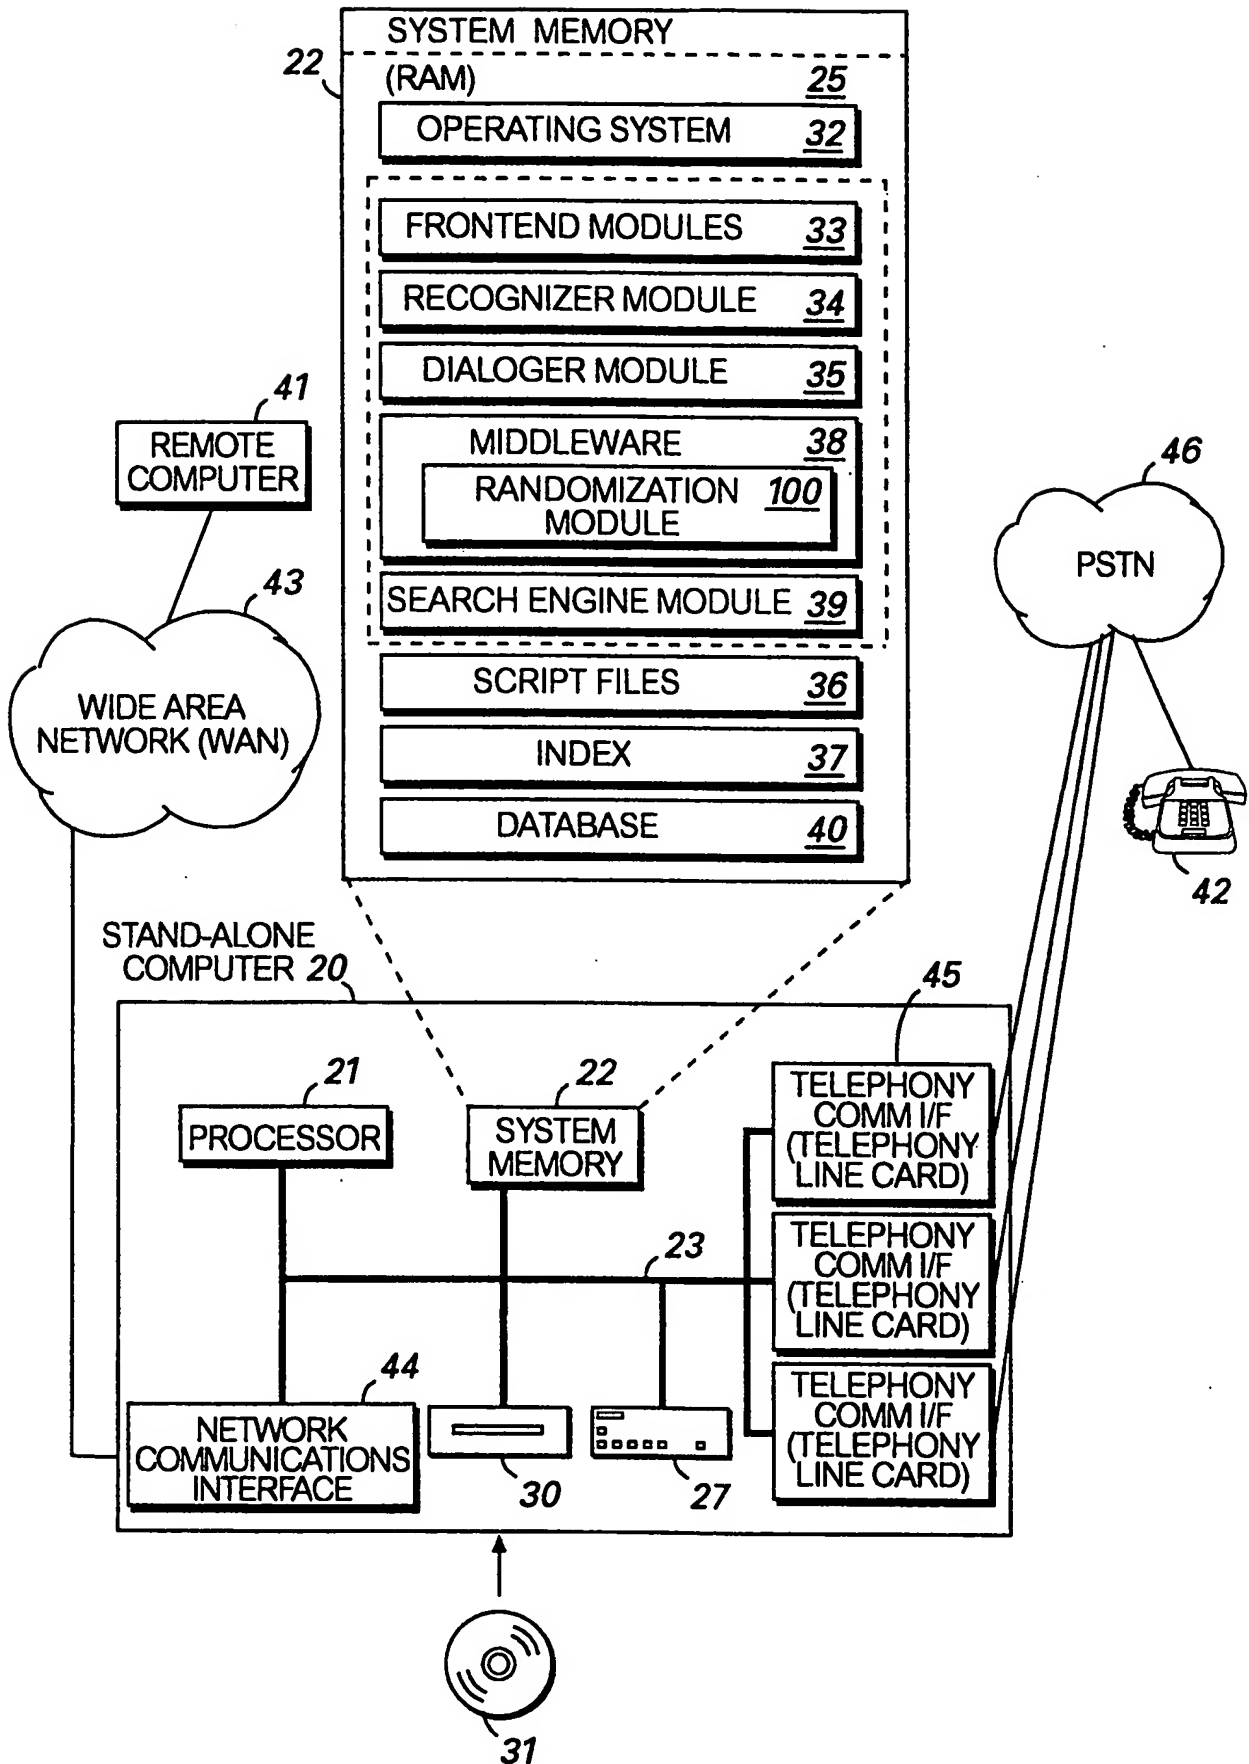 SYSTEM MEMORY
22
(RAM) 25
OPERATING SYSTEM 32
FRONTEND MODULES 33
RECOGNIZER MODULE 34
DIALOGER MODULE 35
MIDDLEWARE 38
RANDOMIZATION 100
MODULE
SEARCH ENGINE MODULE 39
SCRIPT FILES 36
INDEX 37
DATABASE 40
41
REMOTE
COMPUTER
43
WIDE AREA
NETWORK (WAN)
46
PSTN
42
STAND-ALONE
COMPUTER 20
45
21
PROCESSOR
22
SYSTEM
MEMORY
TELEPHONY
COMM I/F
(TELEPHONY
LINE CARD)
23
TELEPHONY
COMM I/F
(TELEPHONY
LINE CARD)
44
NETWORK
COMMUNICATIONS
INTERFACE
30
27
TELEPHONY
COMM I/F
(TELEPHONY
LINE CARD)
31